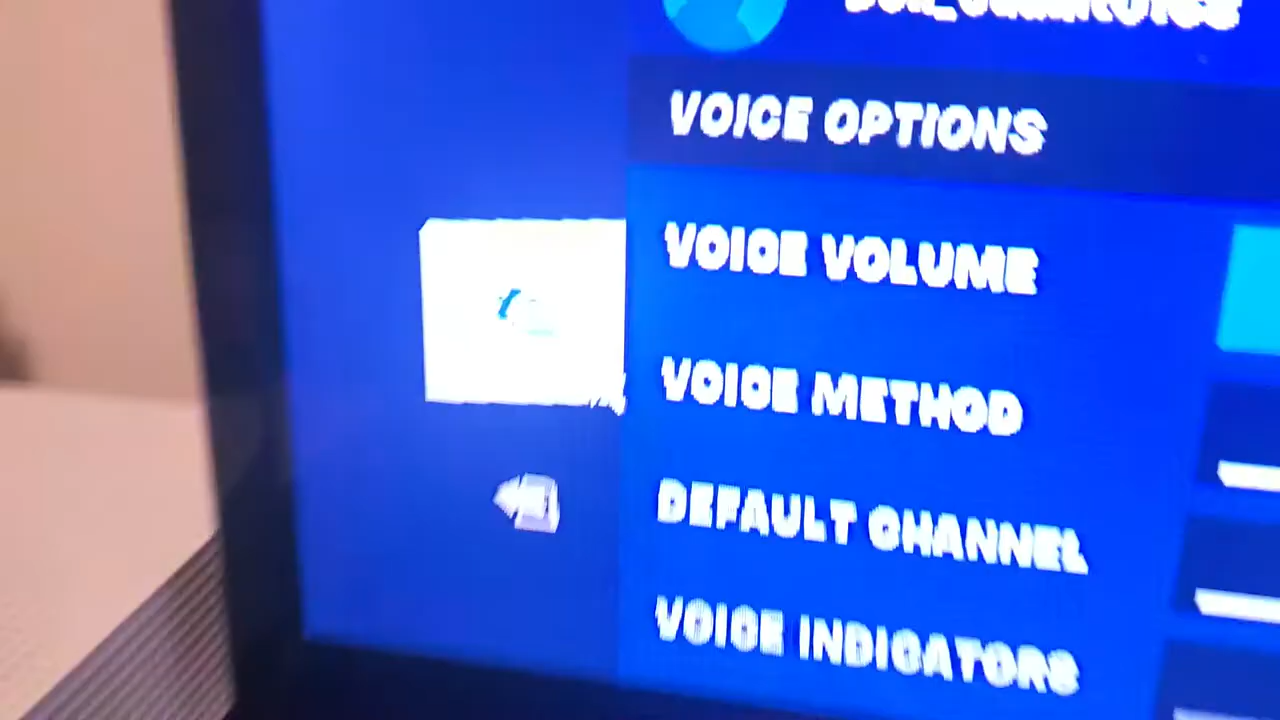 VOICE OPTIONS
VOICE VOLUME
VOICE METHOD
DEFAULT CHANNEL
VOICE INDICATORS